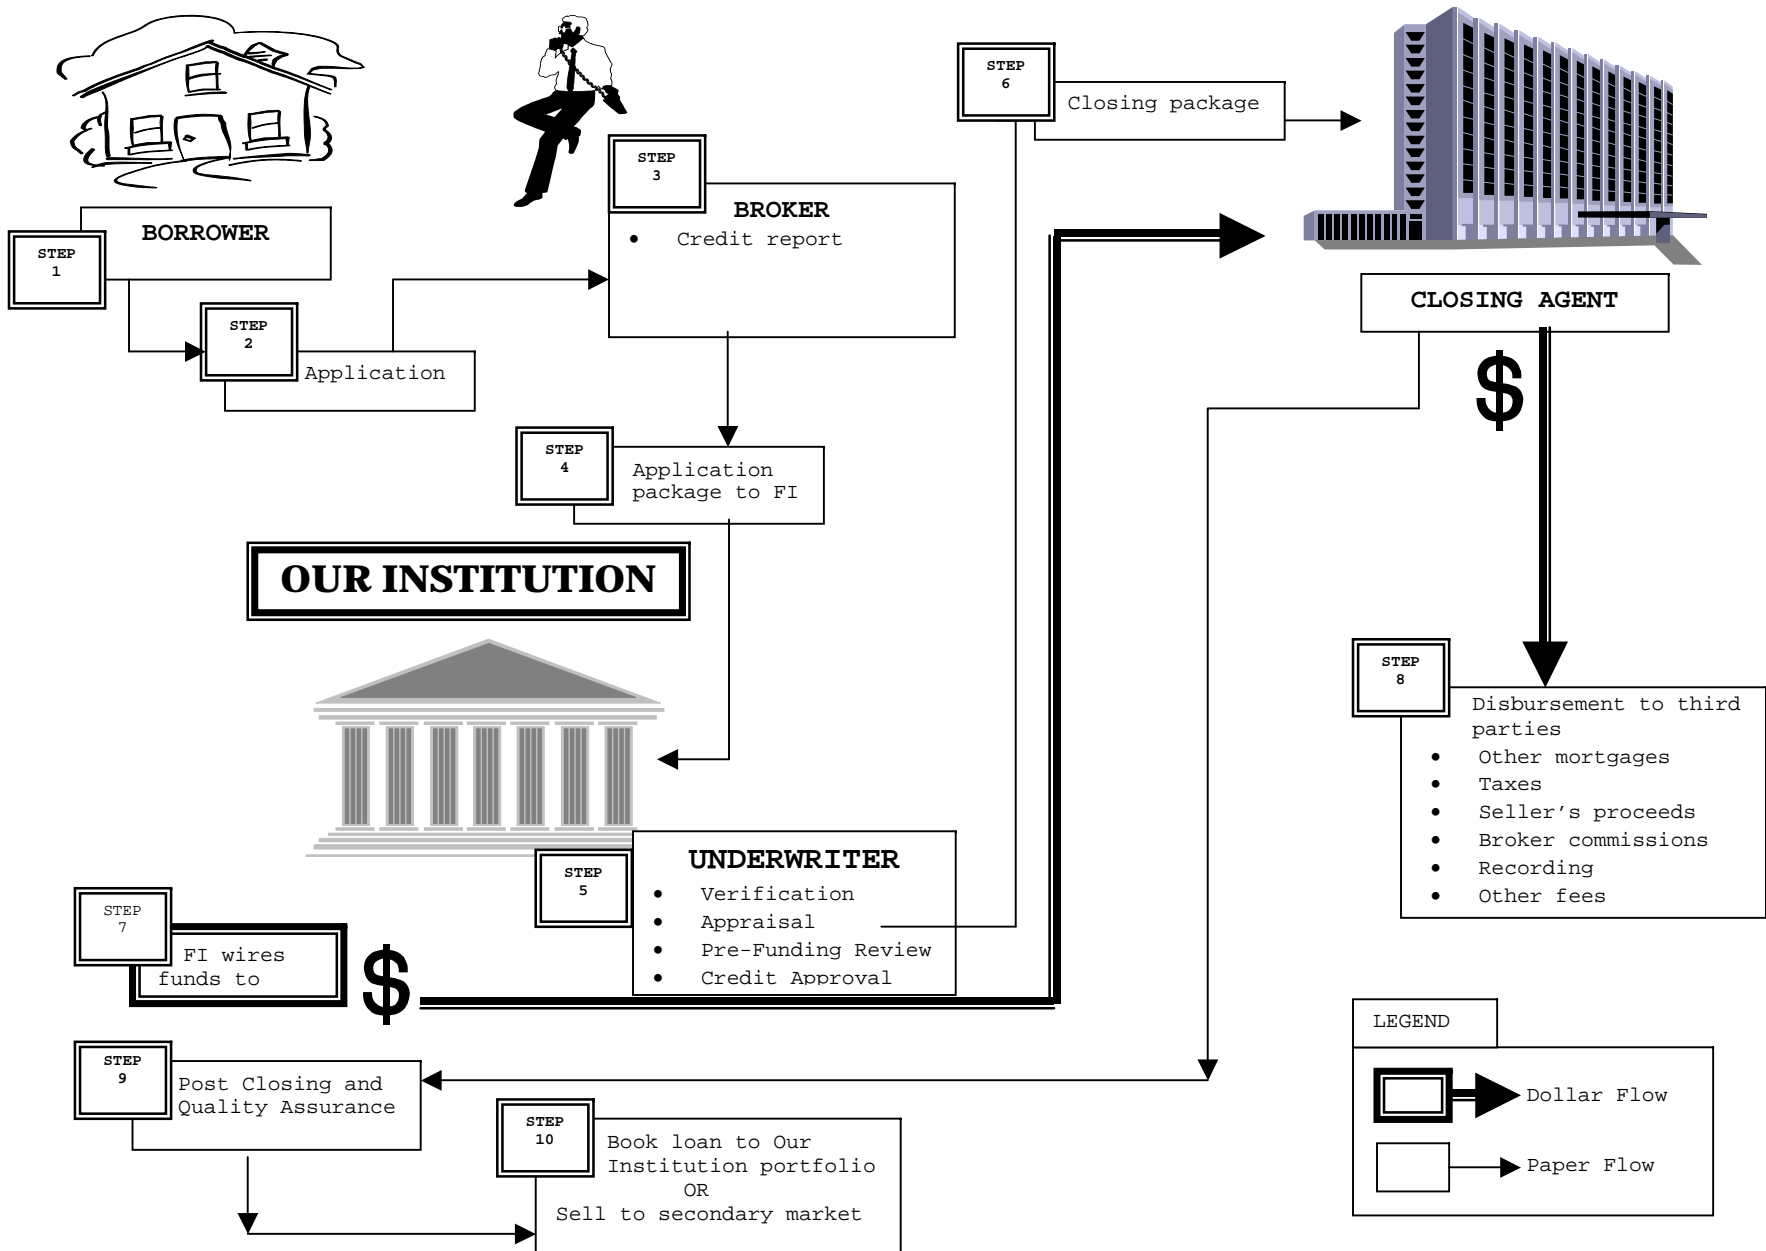 STEP
1
BORROWER
STEP
2
Application
STEP
3
BROKER
• Credit report
STEP
4
Application
package to FI
OUR INSTITUTION
STEP
5
UNDERWRITER
• Verification
• Appraisal
• Pre-Funding Review
• Credit Approval
STEP
6
Closing package
CLOSING AGENT
$
STEP
7
FI wires
funds to
$
STEP
8
Disbursement to third
parties
• Other mortgages
• Taxes
• Seller’s proceeds
• Broker commissions
• Recording
• Other fees
STEP
9
Post Closing and
Quality Assurance
STEP
10
Book loan to Our
Institution portfolio
OR
Sell to secondary market
LEGEND
Dollar Flow
Paper Flow